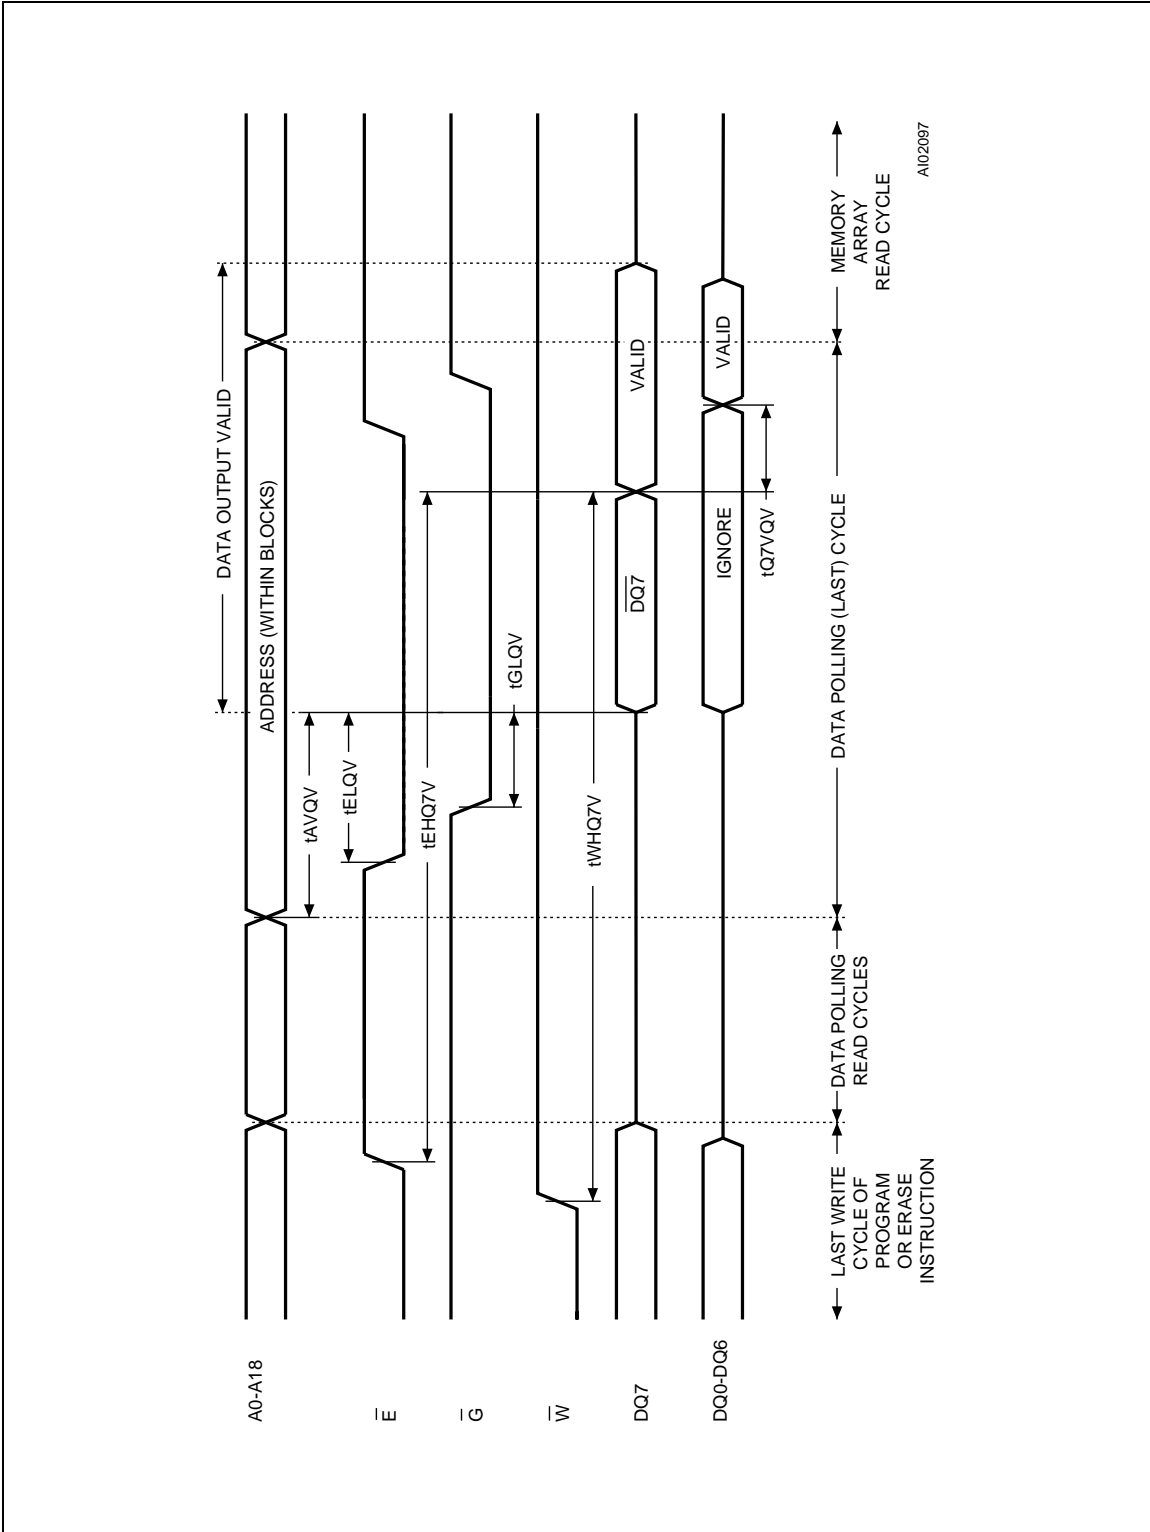 A0-A18
E̅
G̅
W̅
DQ7
DQ0-DQ6
DATA OUTPUT VALID
ADDRESS (WITHIN BLOCKS)
tAVQV
tELQV
tEHQ7V
tGLQV
tWHQ7V
D̅Q̅7̅
VALID
IGNORE
VALID
tQ7VQV
LAST WRITE
CYCLE OF
PROGRAM
OR ERASE
INSTRUCTION
DATA POLLING
READ CYCLES
DATA POLLING (LAST) CYCLE
MEMORY
ARRAY
READ CYCLE
AI02097